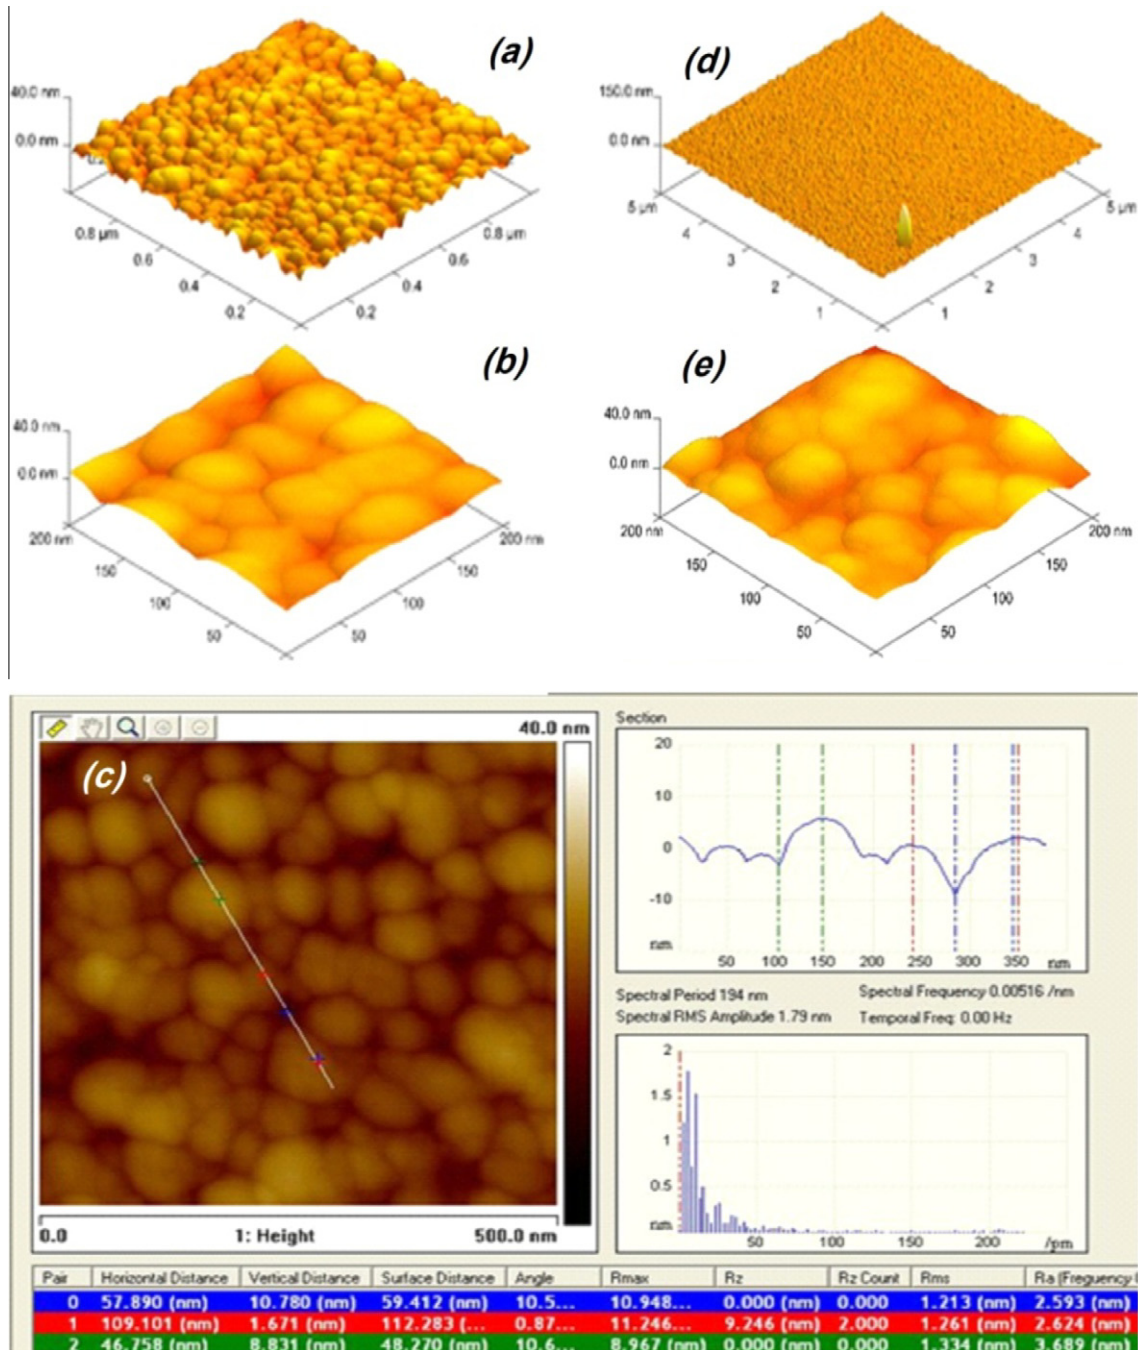 (a)
40.0 nm
0.0 nm
0.2
0.8 µm
0.6
0.4
0.2
0.2
0.4
0.6
0.8 µm
(d)
150.0 nm
0.0 nm
5 µm
4
3
2
1
1
2
3
4
5 µm
(b)
40.0 nm
0.0 nm
200 nm
150
100
50
50
100
150
200 nm
(e)
40.0 nm
0.0 nm
200 nm
150
100
50
50
100
150
200 nm
40.0 nm
(c)
0.0 1: Height 500.0 nm
Section
20
10
0
-10
nm
50 100 150 200 250 300 350 nm
Spectral Period 194 nm Spectral Frequency 0.00516 /nm
Spectral RMS Amplitude 1.79 nm Temporal Freq: 0.00 Hz
2
1.5
1
0.5
nm
50 100 150 200 /µm
Pair Horizontal Distance Vertical Distance Surface Distance Angle Rmax Rz Rz Count Rms Ra (Freguency
0 57.890 (nm) 10.780 (nm) 59.412 (nm) 10.5... 10.948... 0.000 (nm) 0.000 1.213 (nm) 2.593 (nm)
1 109.101 (nm) 1.671 (nm) 112.283 (... 0.87... 11.246... 9.246 (nm) 2.000 1.261 (nm) 2.624 (nm)
2 46.758 (nm) 8.831 (nm) 48.270 (nm) 10.6... 8.967 (nm) 0.000 (nm) 0.000 1.334 (nm) 3.689 (nm)